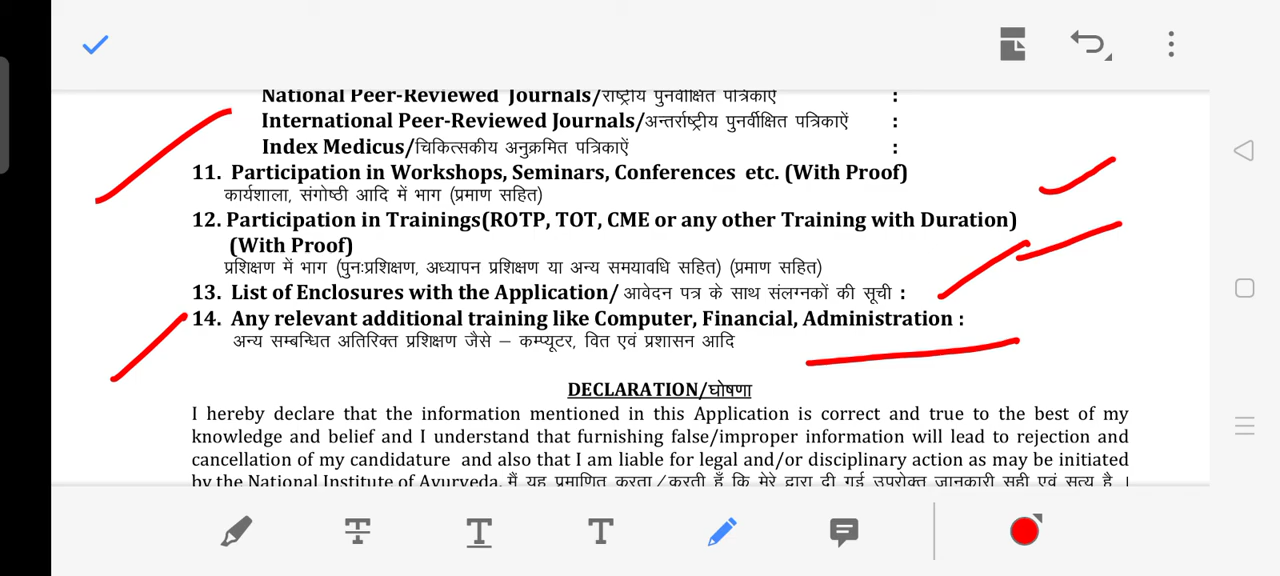 National Peer-Reviewed Journals/राष्ट्रीय पुनर्वीक्षित पत्रिकाऐं :
International Peer-Reviewed Journals/अन्तर्राष्ट्रीय पुनर्वीक्षित पत्रिकाऐं :
Index Medicus/चिकित्सकीय अनुक्रमित पत्रिकाऐं :
11. Participation in Workshops, Seminars, Conferences etc. (With Proof)
कार्यशाला, संगोष्ठी आदि में भाग (प्रमाण सहित)
12. Participation in Trainings(ROTP, TOT, CME or any other Training with Duration)
(With Proof)
प्रशिक्षण में भाग (पुनःप्रशिक्षण, अध्यापन प्रशिक्षण या अन्य समयावधि सहित) (प्रमाण सहित)
13. List of Enclosures with the Application/ आवेदन पत्र के साथ संलग्नकों की सूची :
14. Any relevant additional training like Computer, Financial, Administration :
अन्य सम्बन्धित अतिरिक्त प्रशिक्षण जैसे – कम्प्यूटर, वित एवं प्रशासन आदि
DECLARATION/घोषणा
I hereby declare that the information mentioned in this Application is correct and true to the best of my
knowledge and belief and I understand that furnishing false/improper information will lead to rejection and
cancellation of my candidature and also that I am liable for legal and/or disciplinary action as may be initiated
by the National Institute of Ayurveda. मैं यह प्रमाणित करता/करती हूँ कि मेरे द्वारा दी गई उपरोक्त जानकारी सही एवं सत्य है ।